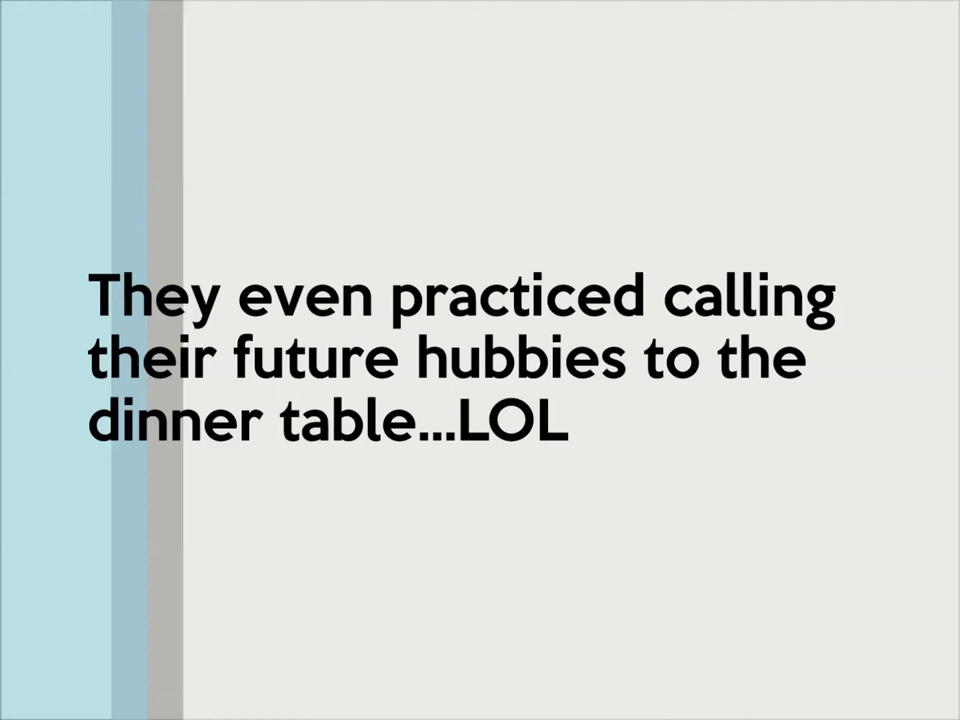 They even practiced calling
their future hubbies to the
dinner table...LOL